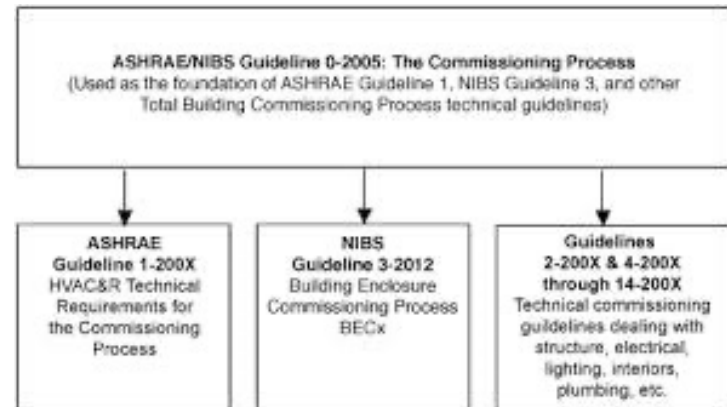 ASHRAE/NIBS Guideline 0-2005: The Commissioning Process
(Used as the foundation of ASHRAE Guideline 1, NIBS Guideline 3, and other
Total Building Commissioning Process technical guidelines)
ASHRAE
Guideline 1-200X
HVAC&R Technical
Requirements for
the Commissioning
Process
NIBS
Guideline 3-2012
Building Enclosure
Commissioning Process
BECx
Guidelines
2-200X & 4-200X
through 14-200X
Technical commissioning
guildelines dealing with
structure, electrical,
lighting, interiors,
plumbing, etc.